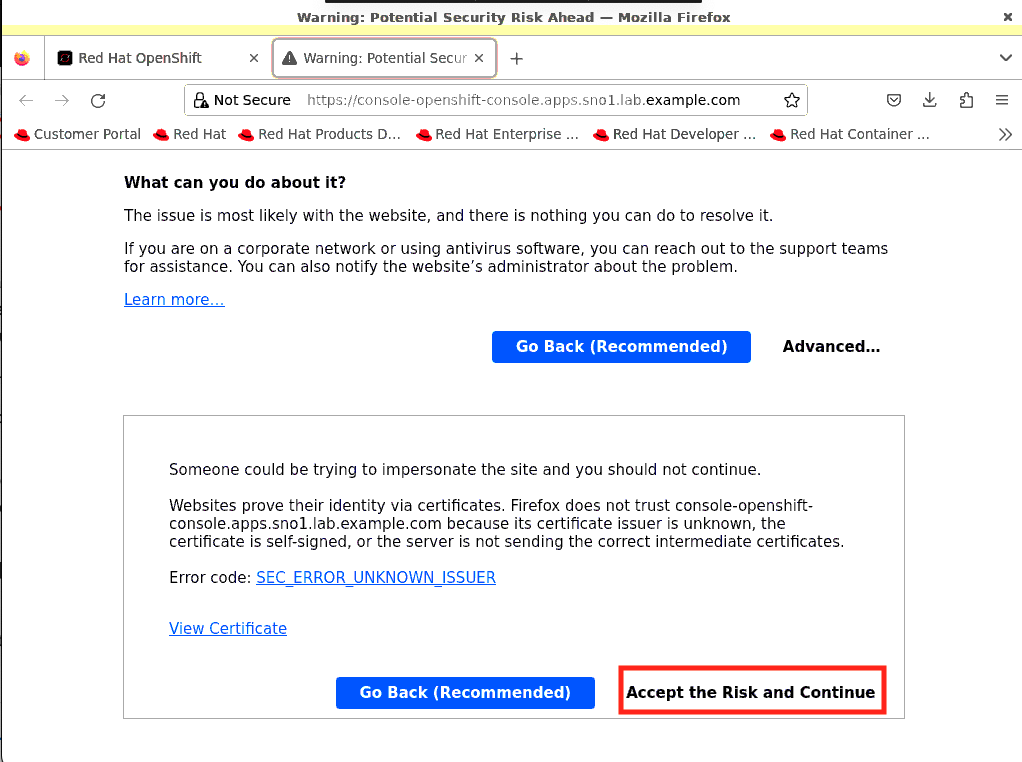 Warning: Potential Security Risk Ahead — Mozilla Firefox
Red Hat OpenShift
Warning: Potential Secur
Not Secure https://console-openshift-console.apps.sno1.lab.example.com
Customer Portal Red Hat Red Hat Products D... Red Hat Enterprise ... Red Hat Developer ... Red Hat Container ...
What can you do about it?
The issue is most likely with the website, and there is nothing you can do to resolve it.
If you are on a corporate network or using antivirus software, you can reach out to the support teams
for assistance. You can also notify the website’s administrator about the problem.
Learn more…
Go Back (Recommended) Advanced…
Someone could be trying to impersonate the site and you should not continue.
Websites prove their identity via certificates. Firefox does not trust console-openshift-
console.apps.sno1.lab.example.com because its certificate issuer is unknown, the
certificate is self-signed, or the server is not sending the correct intermediate certificates.
Error code: SEC_ERROR_UNKNOWN_ISSUER
View Certificate
Go Back (Recommended) Accept the Risk and Continue